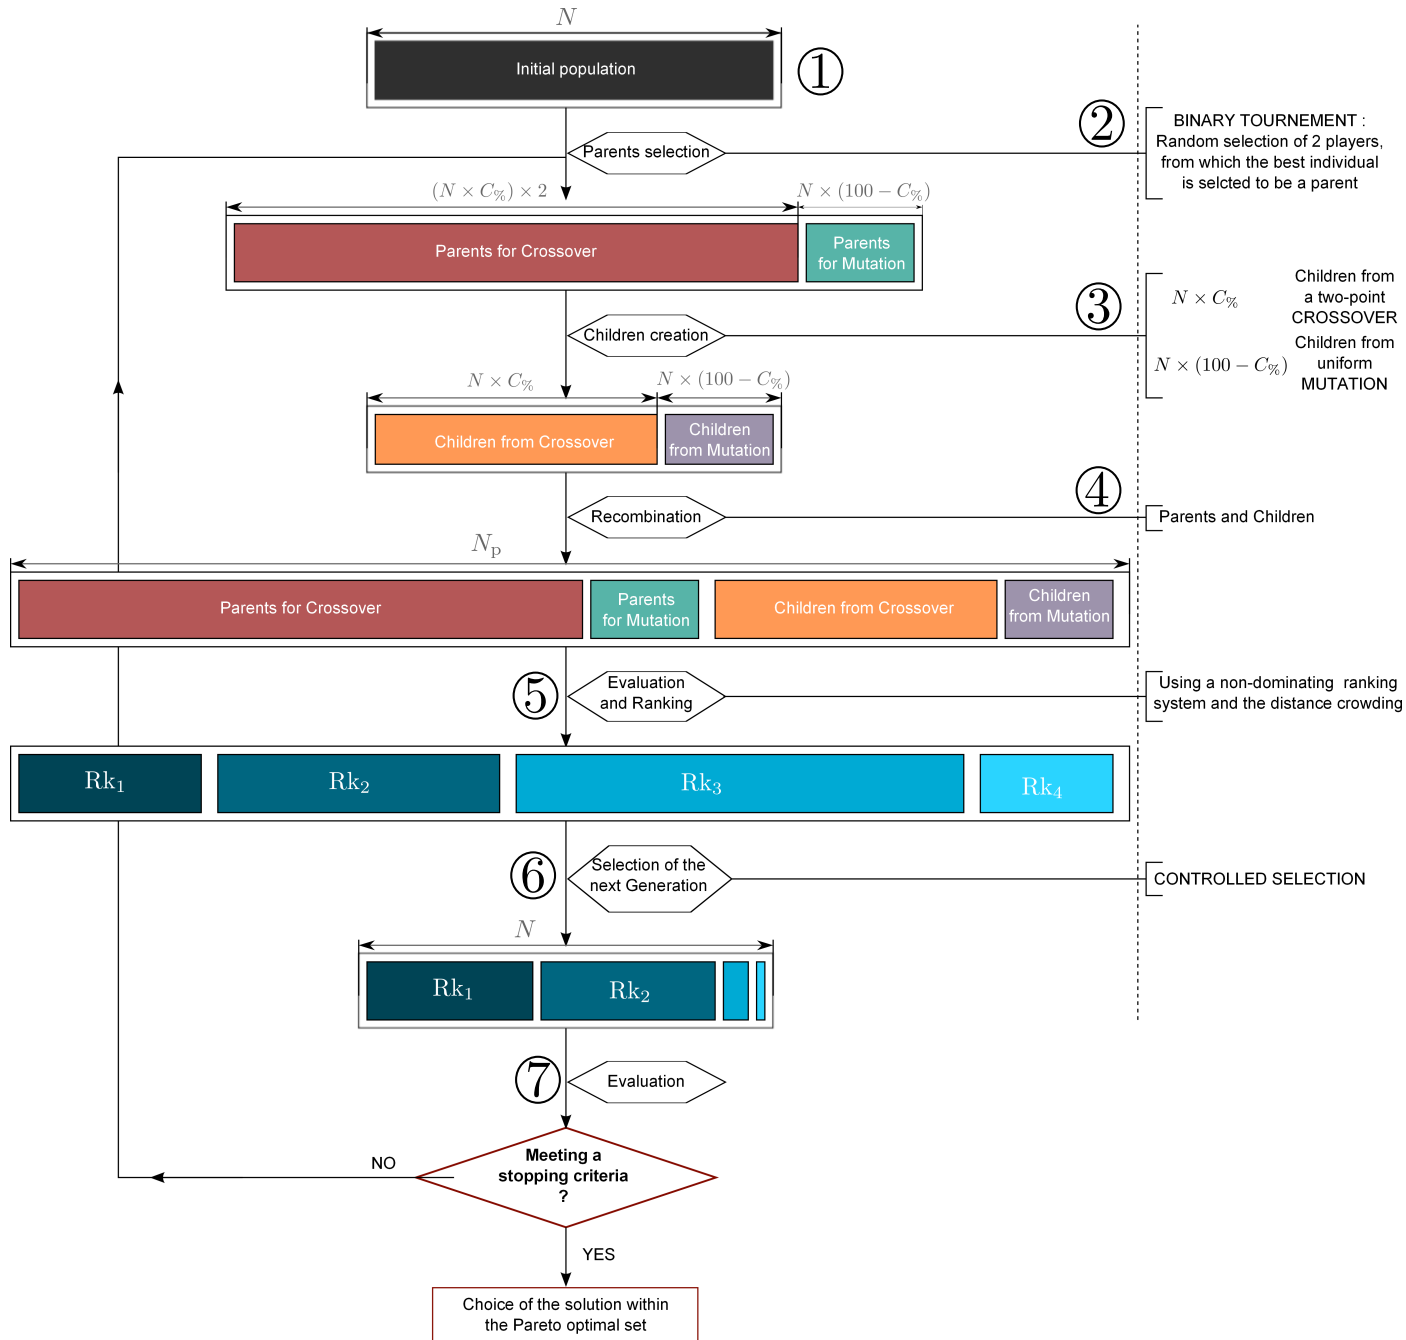 N
Initial population
①
Parents selection
②
BINARY TOURNEMENT :
Random selection of 2 players,
from which the best individual
is selcted to be a parent
(N × C%) × 2
N × (100 − C%)
Parents for Crossover
Parents
for Mutation
Children creation
③
N × C%
Children from
a two-point
CROSSOVER
N × (100 − C%)
Children from
uniform
MUTATION
N × C%
N × (100 − C%)
Children from Crossover
Children
from Mutation
Recombination
④
Parents and Children
Np
Parents for Crossover
Parents
for Mutation
Children from Crossover
Children
from Mutation
⑤
Evaluation
and Ranking
Using a non-dominating ranking
system and the distance crowding
Rk1
Rk2
Rk3
Rk4
⑥
Selection of the
next Generation
CONTROLLED SELECTION
N
Rk1
Rk2
⑦
Evaluation
Meeting a
stopping criteria
?
NO
YES
Choice of the solution within
the Pareto optimal set